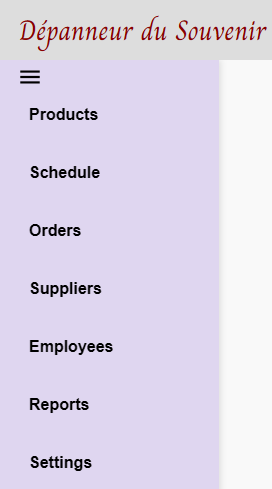 Dépanneur du Souvenir
Products
Schedule
Orders
Suppliers
Employees
Reports
Settings